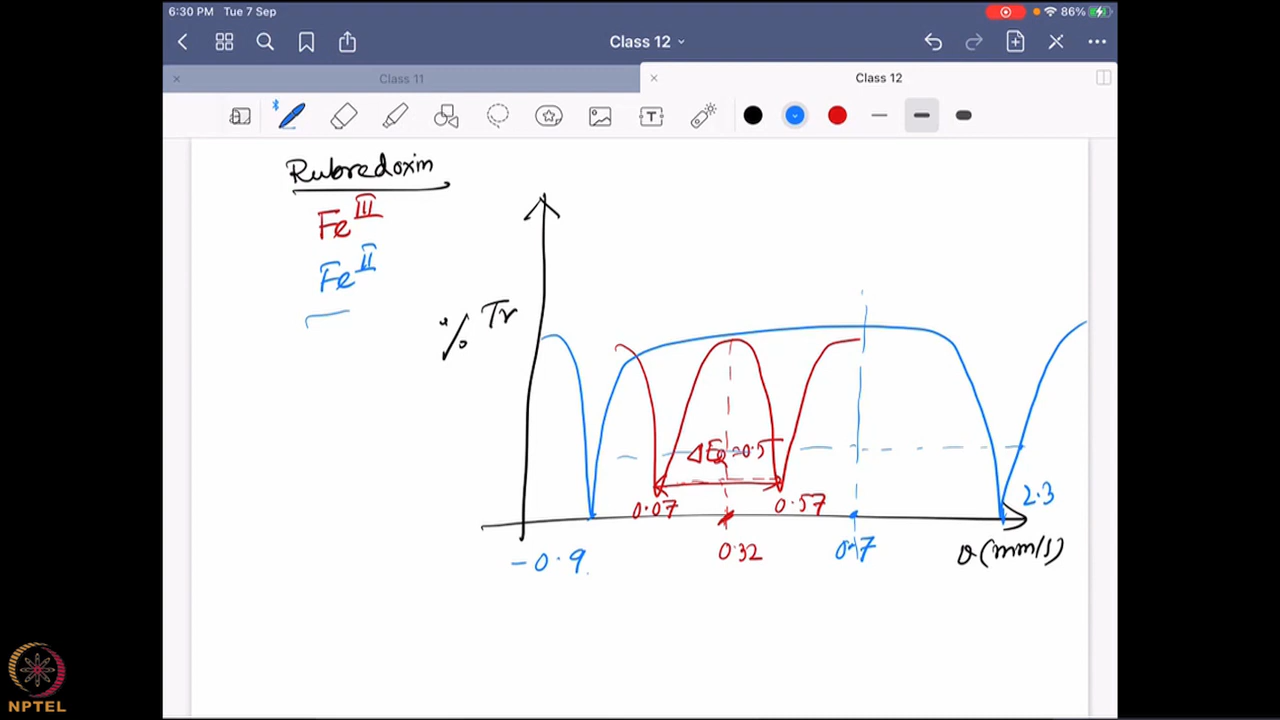 6:30 PM Tue 7 Sep
86%
Class 12
Class 11
Class 12
T
Rubredoxin
Fe III
Fe II
% Tr
ΔEQ=0.5
0.07
0.57
2.3
-0.9
0.32
0.7
υ(mm/s)
NPTEL